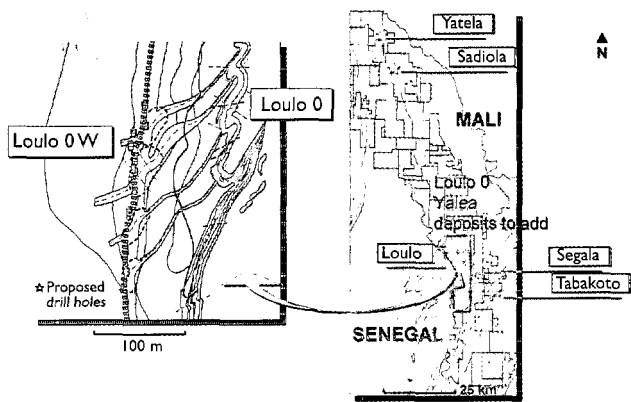 Loulo 0
Loulo 0 W
☆ Proposed
drill holes
100 m
Yatela
Sadiola
N
MALI
Loulo 0
Yalea
deposits to add
Loulo
Segala
Tabakoto
SENEGAL
25 km